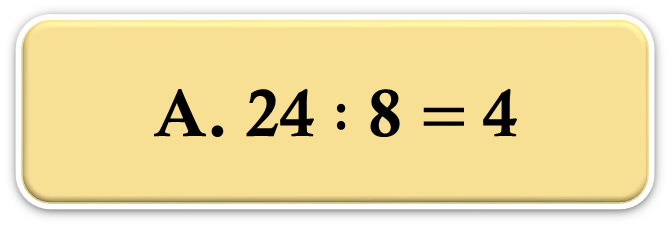 A. 24 : 8 = 4